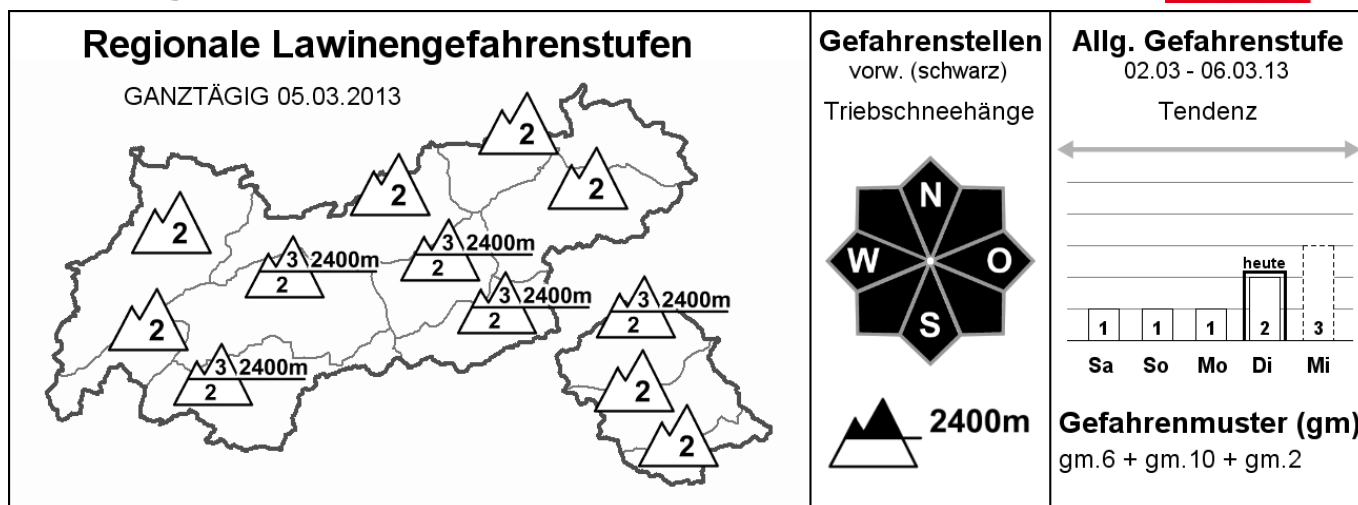 Regionale Lawinengefahrenstufen
GANZTÄGIG 05.03.2013
2
2
2
2
2
3 2400m
2
3 2400m
2
3 2400m
2
3 2400m
2
2
3 2400m
2
2
2
Gefahrenstellen
vorw. (schwarz)
Triebschneehänge
N
W O
S
2400m
Allg. Gefahrenstufe
02.03 - 06.03.13
Tendenz
heute
1 1 1 2 3
Sa So Mo Di Mi
Gefahrenmuster (gm)
gm.6 + gm.10 + gm.2